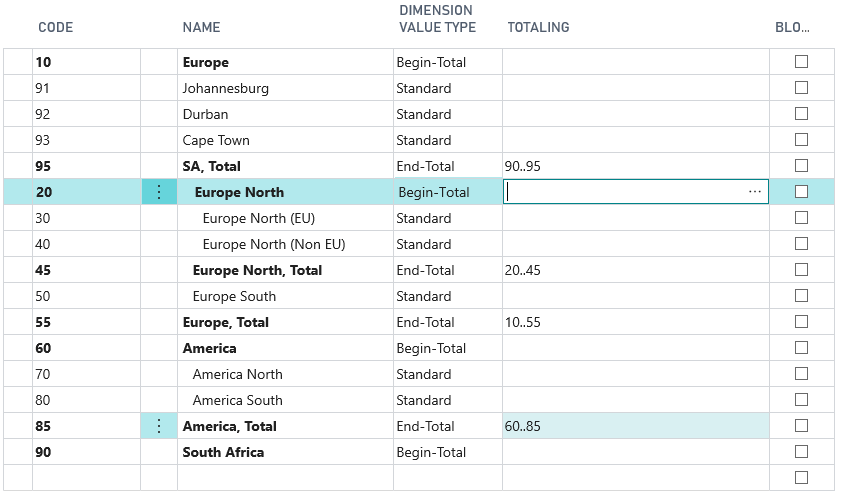 CODE NAME DIMENSION VALUE TYPE TOTALING BLO...
10 Europe Begin-Total
91 Johannesburg Standard
92 Durban Standard
93 Cape Town Standard
95 SA, Total End-Total 90..95
20 Europe North Begin-Total ...
30 Europe North (EU) Standard
40 Europe North (Non EU) Standard
45 Europe North, Total End-Total 20..45
50 Europe South Standard
55 Europe, Total End-Total 10..55
60 America Begin-Total
70 America North Standard
80 America South Standard
85 America, Total End-Total 60..85
90 South Africa Begin-Total